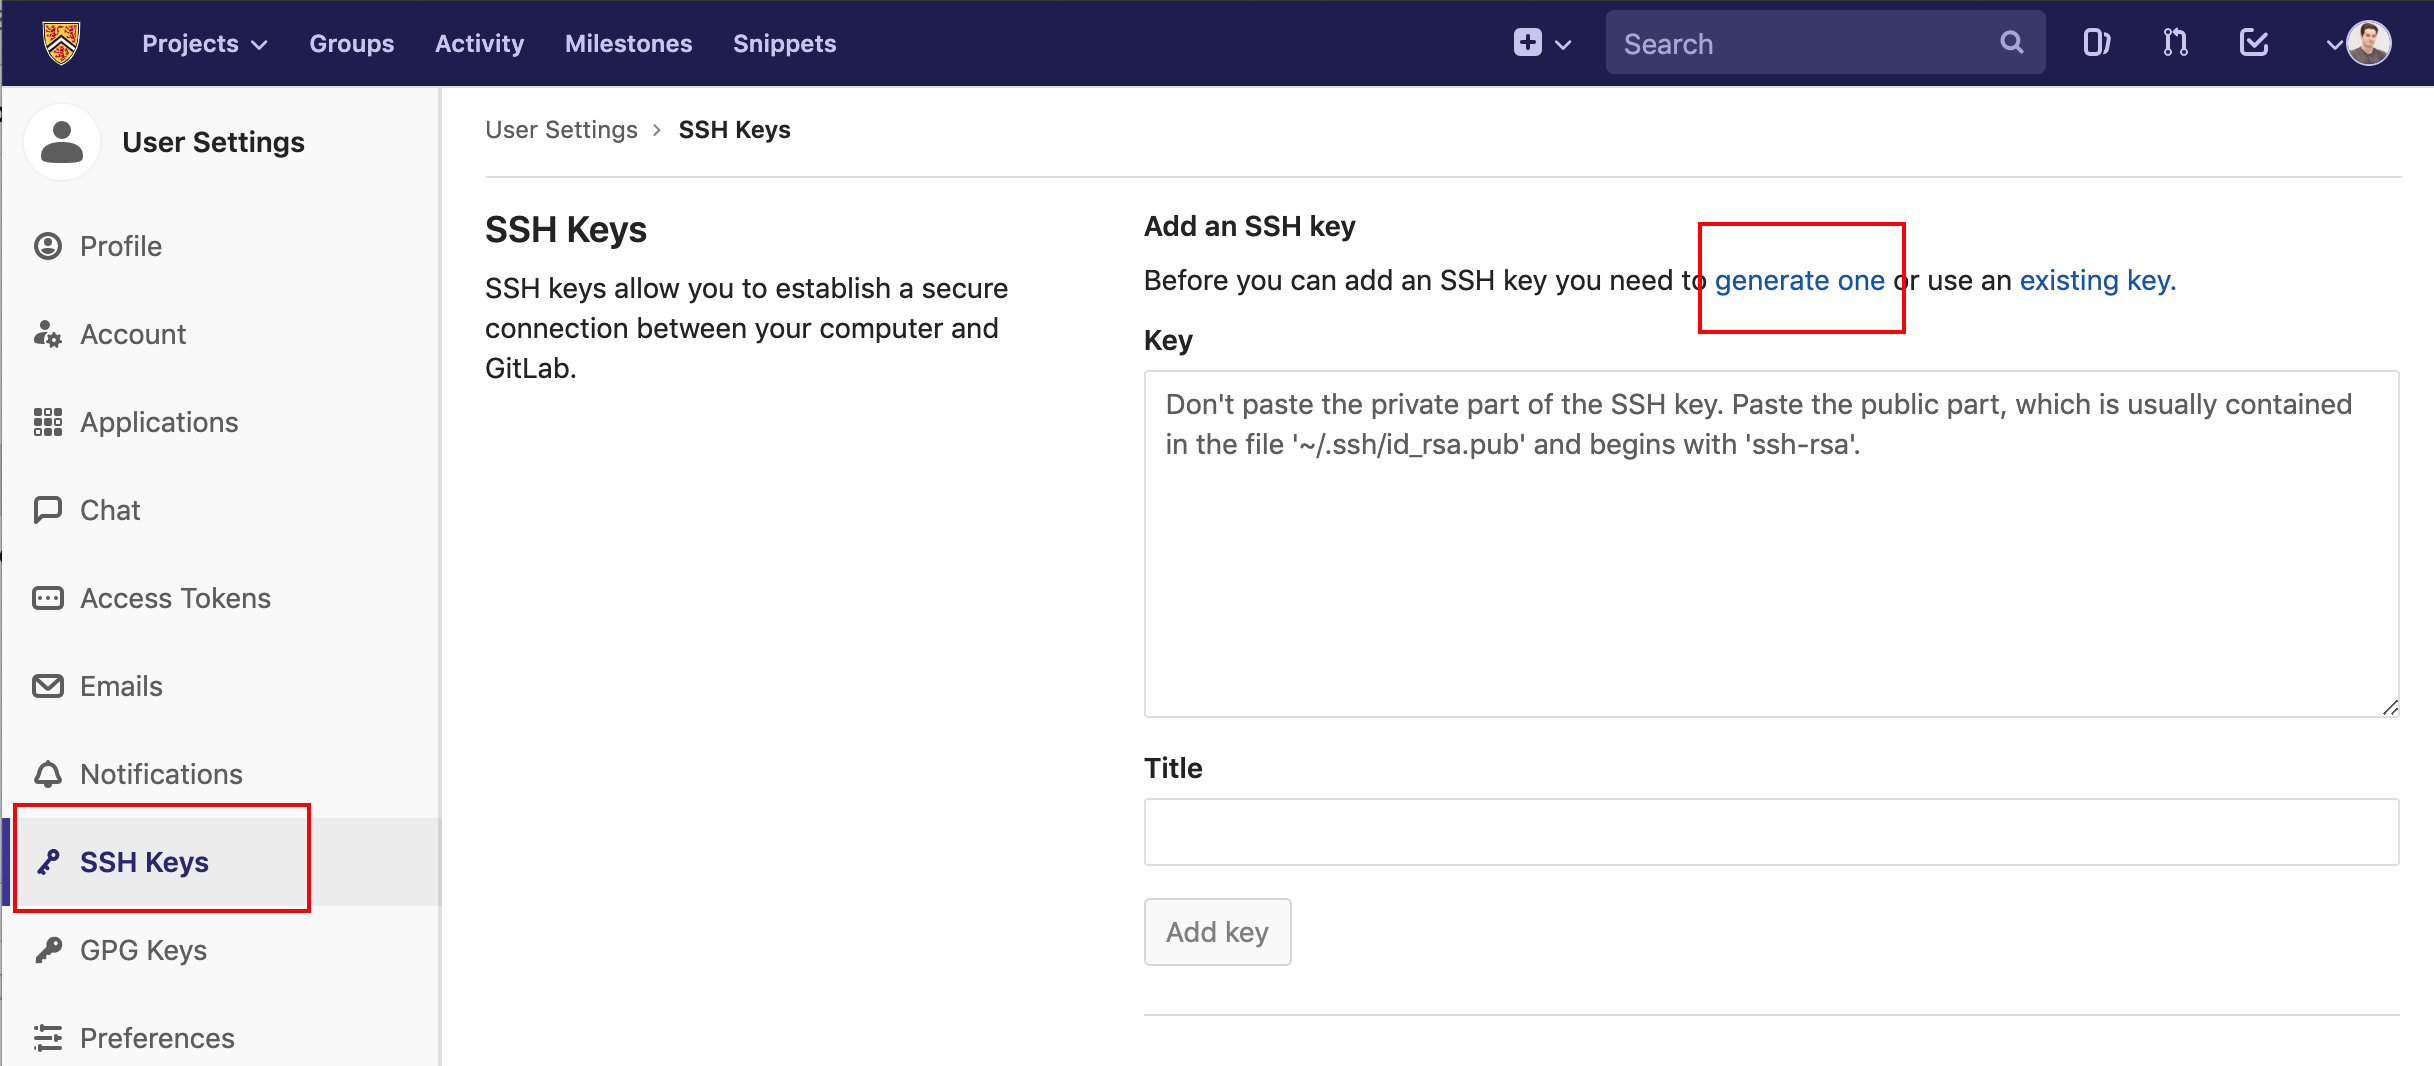 Projects Groups Activity Milestones Snippets Search
User Settings
Profile
Account
Applications
Chat
Access Tokens
Emails
Notifications
SSH Keys
GPG Keys
Preferences
User Settings › SSH Keys
SSH Keys
SSH keys allow you to establish a secure
connection between your computer and
GitLab.
Add an SSH key
Before you can add an SSH key you need to generate one or use an existing key.
Key
Don't paste the private part of the SSH key. Paste the public part, which is usually contained
in the file '~/.ssh/id_rsa.pub' and begins with 'ssh-rsa'.
Title
Add key